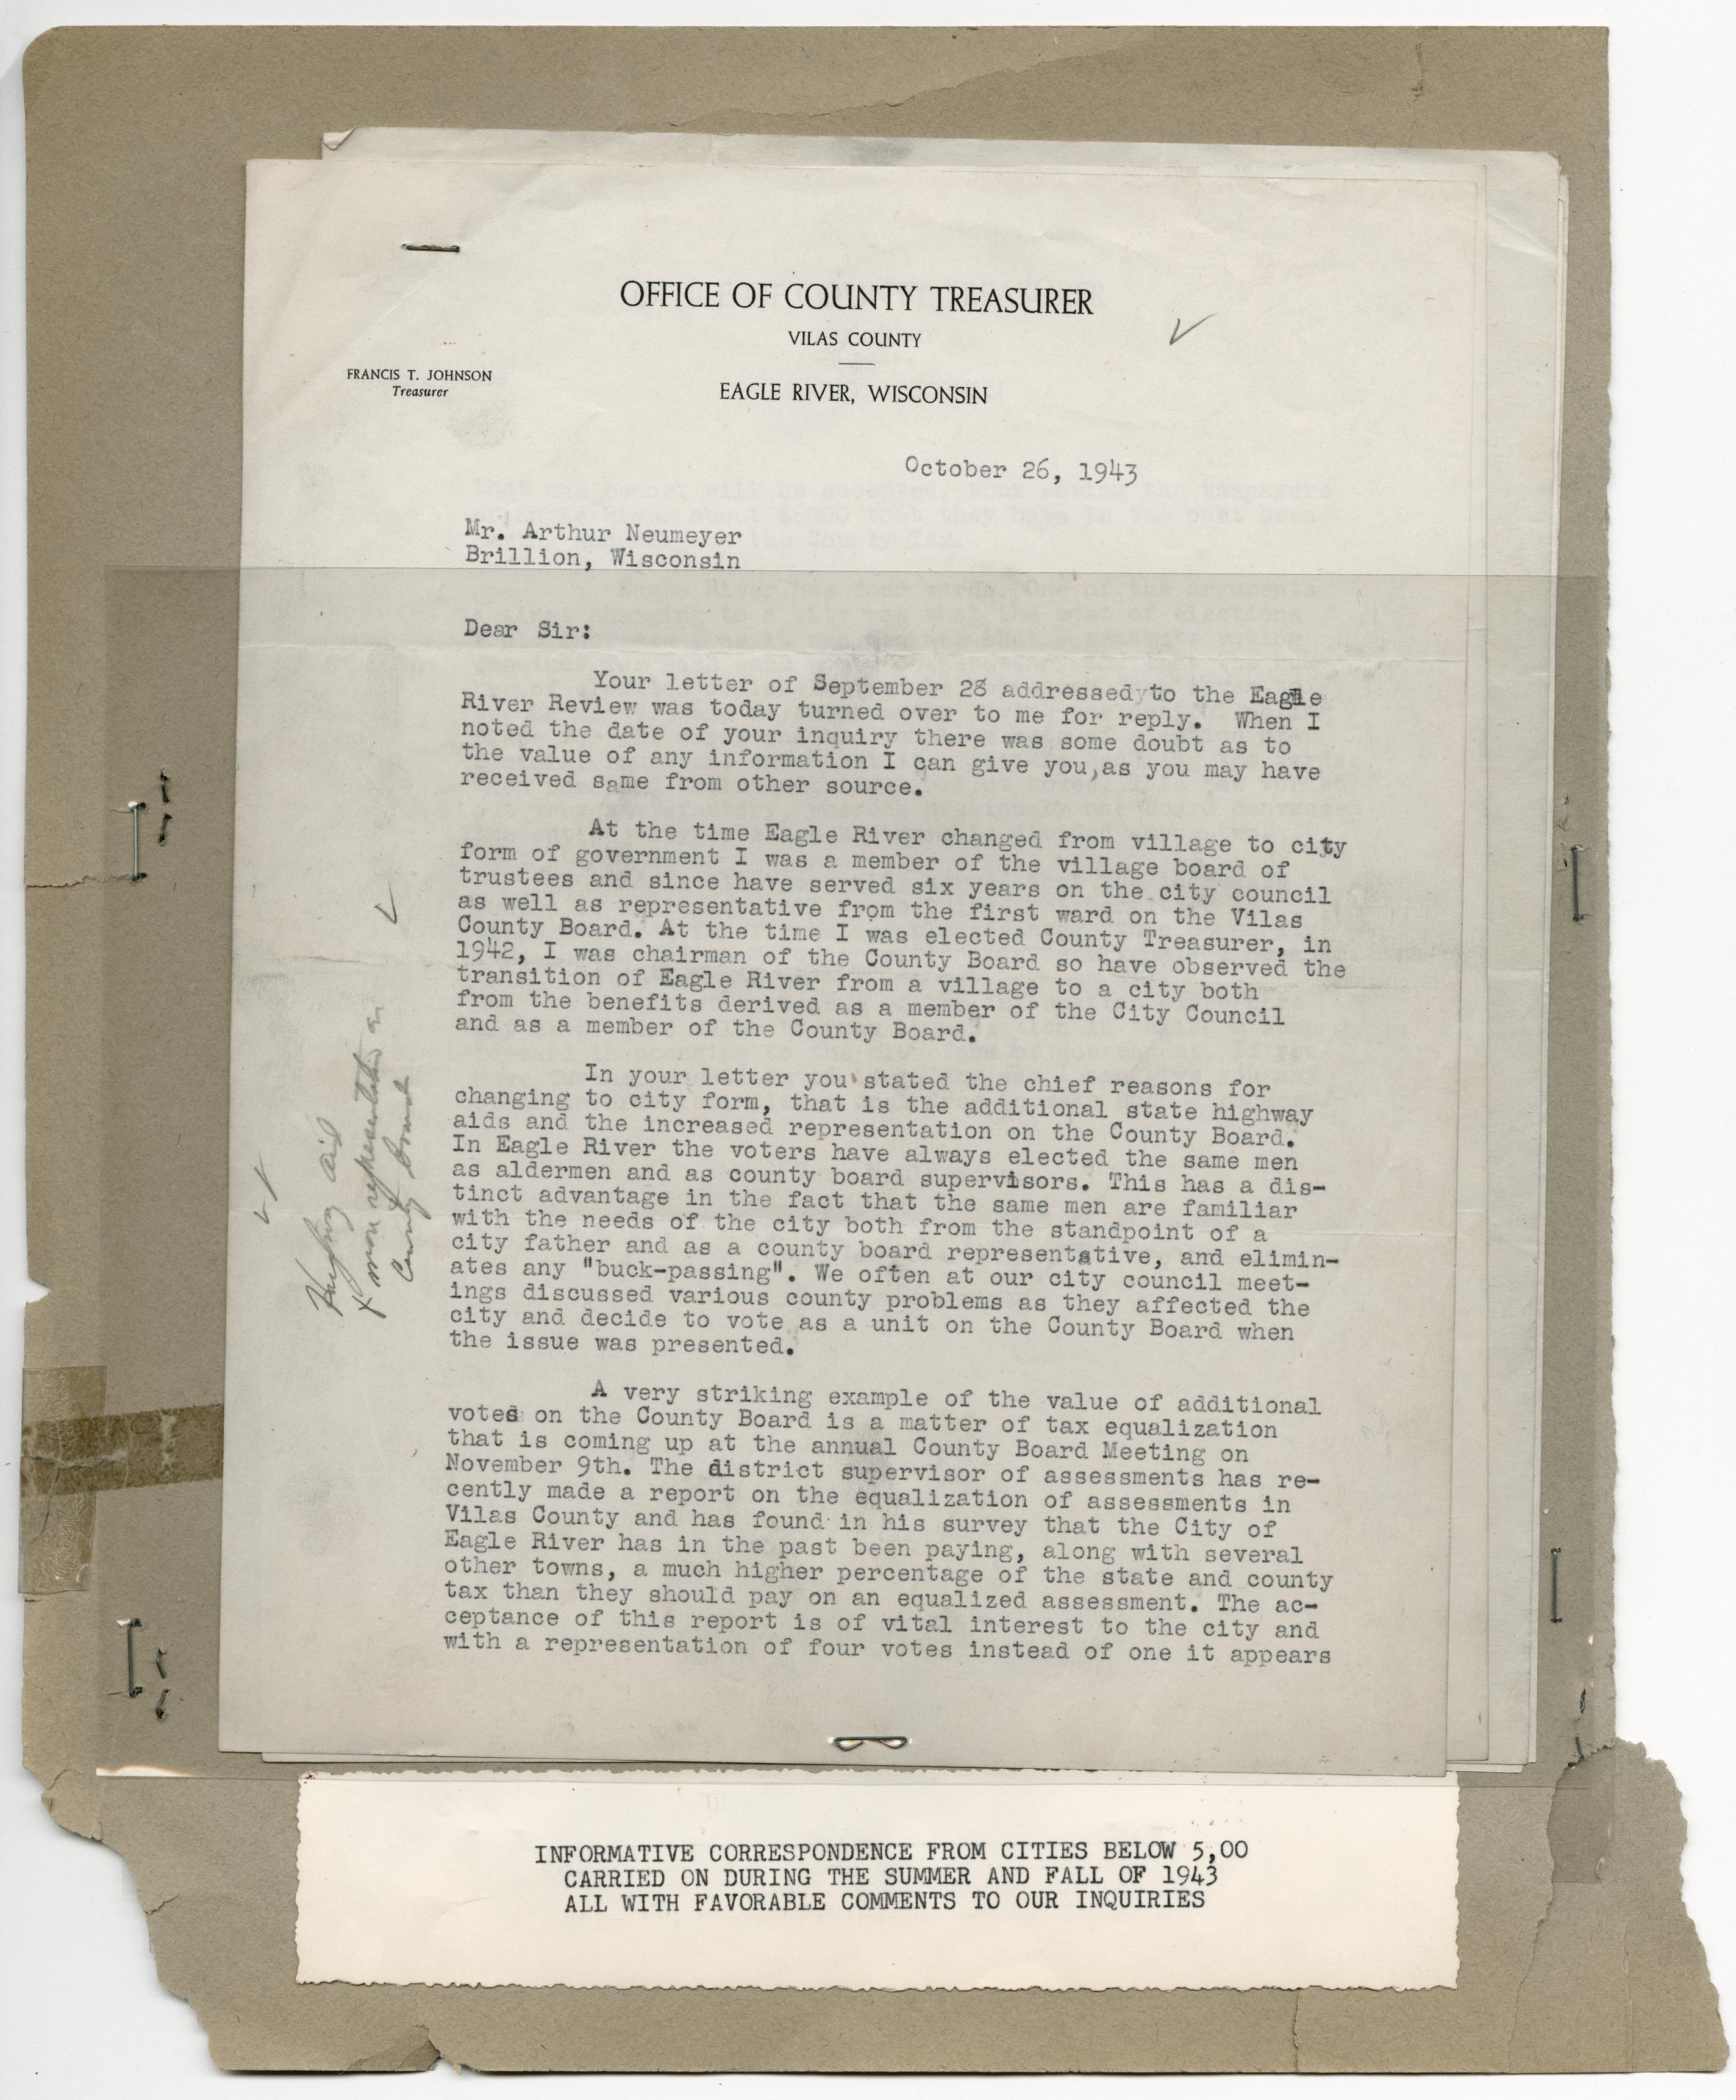 OFFICE OF COUNTY TREASURER
VILAS COUNTY
FRANCIS T. JOHNSON
Treasurer
EAGLE RIVER, WISCONSIN
October 26, 1943
Mr. Arthur Neumeyer
Brillion, Wisconsin
Dear Sir:
Your letter of September 28 addressed to the Eagle
River Review was today turned over to me for reply. When I
noted the date of your inquiry there was some doubt as to
the value of any information I can give you,as you may have
received same from other source.
At the time Eagle River changed from village to city
form of government I was a member of the village board of
trustees and since have served six years on the city council
as well as representative from the first ward on the Vilas
County Board. At the time I was elected County Treasurer, in
1942, I was chairman of the County Board so have observed the
transition of Eagle River from a village to a city both
from the benefits derived as a member of the City Council
and as a member of the County Board.
In your letter you stated the chief reasons for
changing to city form, that is the additional state highway
aids and the increased representation on the County Board.
In Eagle River the voters have always elected the same men
as aldermen and as county board supervisors. This has a dis-
tinct advantage in the fact that the same men are familiar
with the needs of the city both from the standpoint of a
city father and as a county board representative, and elimin-
ates any "buck-passing". We often at our city council meet-
ings discussed various county problems as they affected the
city and decide to vote as a unit on the County Board when
the issue was presented.
A very striking example of the value of additional
votes on the County Board is a matter of tax equalization
that is coming up at the annual County Board Meeting on
November 9th. The district supervisor of assessments has re-
cently made a report on the equalization of assessments in
Vilas County and has found in his survey that the City of
Eagle River has in the past been paying, along with several
other towns, a much higher percentage of the state and county
tax than they should pay on an equalized assessment. The ac-
ceptance of this report is of vital interest to the city and
with a representation of four votes instead of one it appears
Highway aid
+ more representation on
County board
INFORMATIVE CORRESPONDENCE FROM CITIES BELOW 5,00
CARRIED ON DURING THE SUMMER AND FALL OF 1943
ALL WITH FAVORABLE COMMENTS TO OUR INQUIRIES